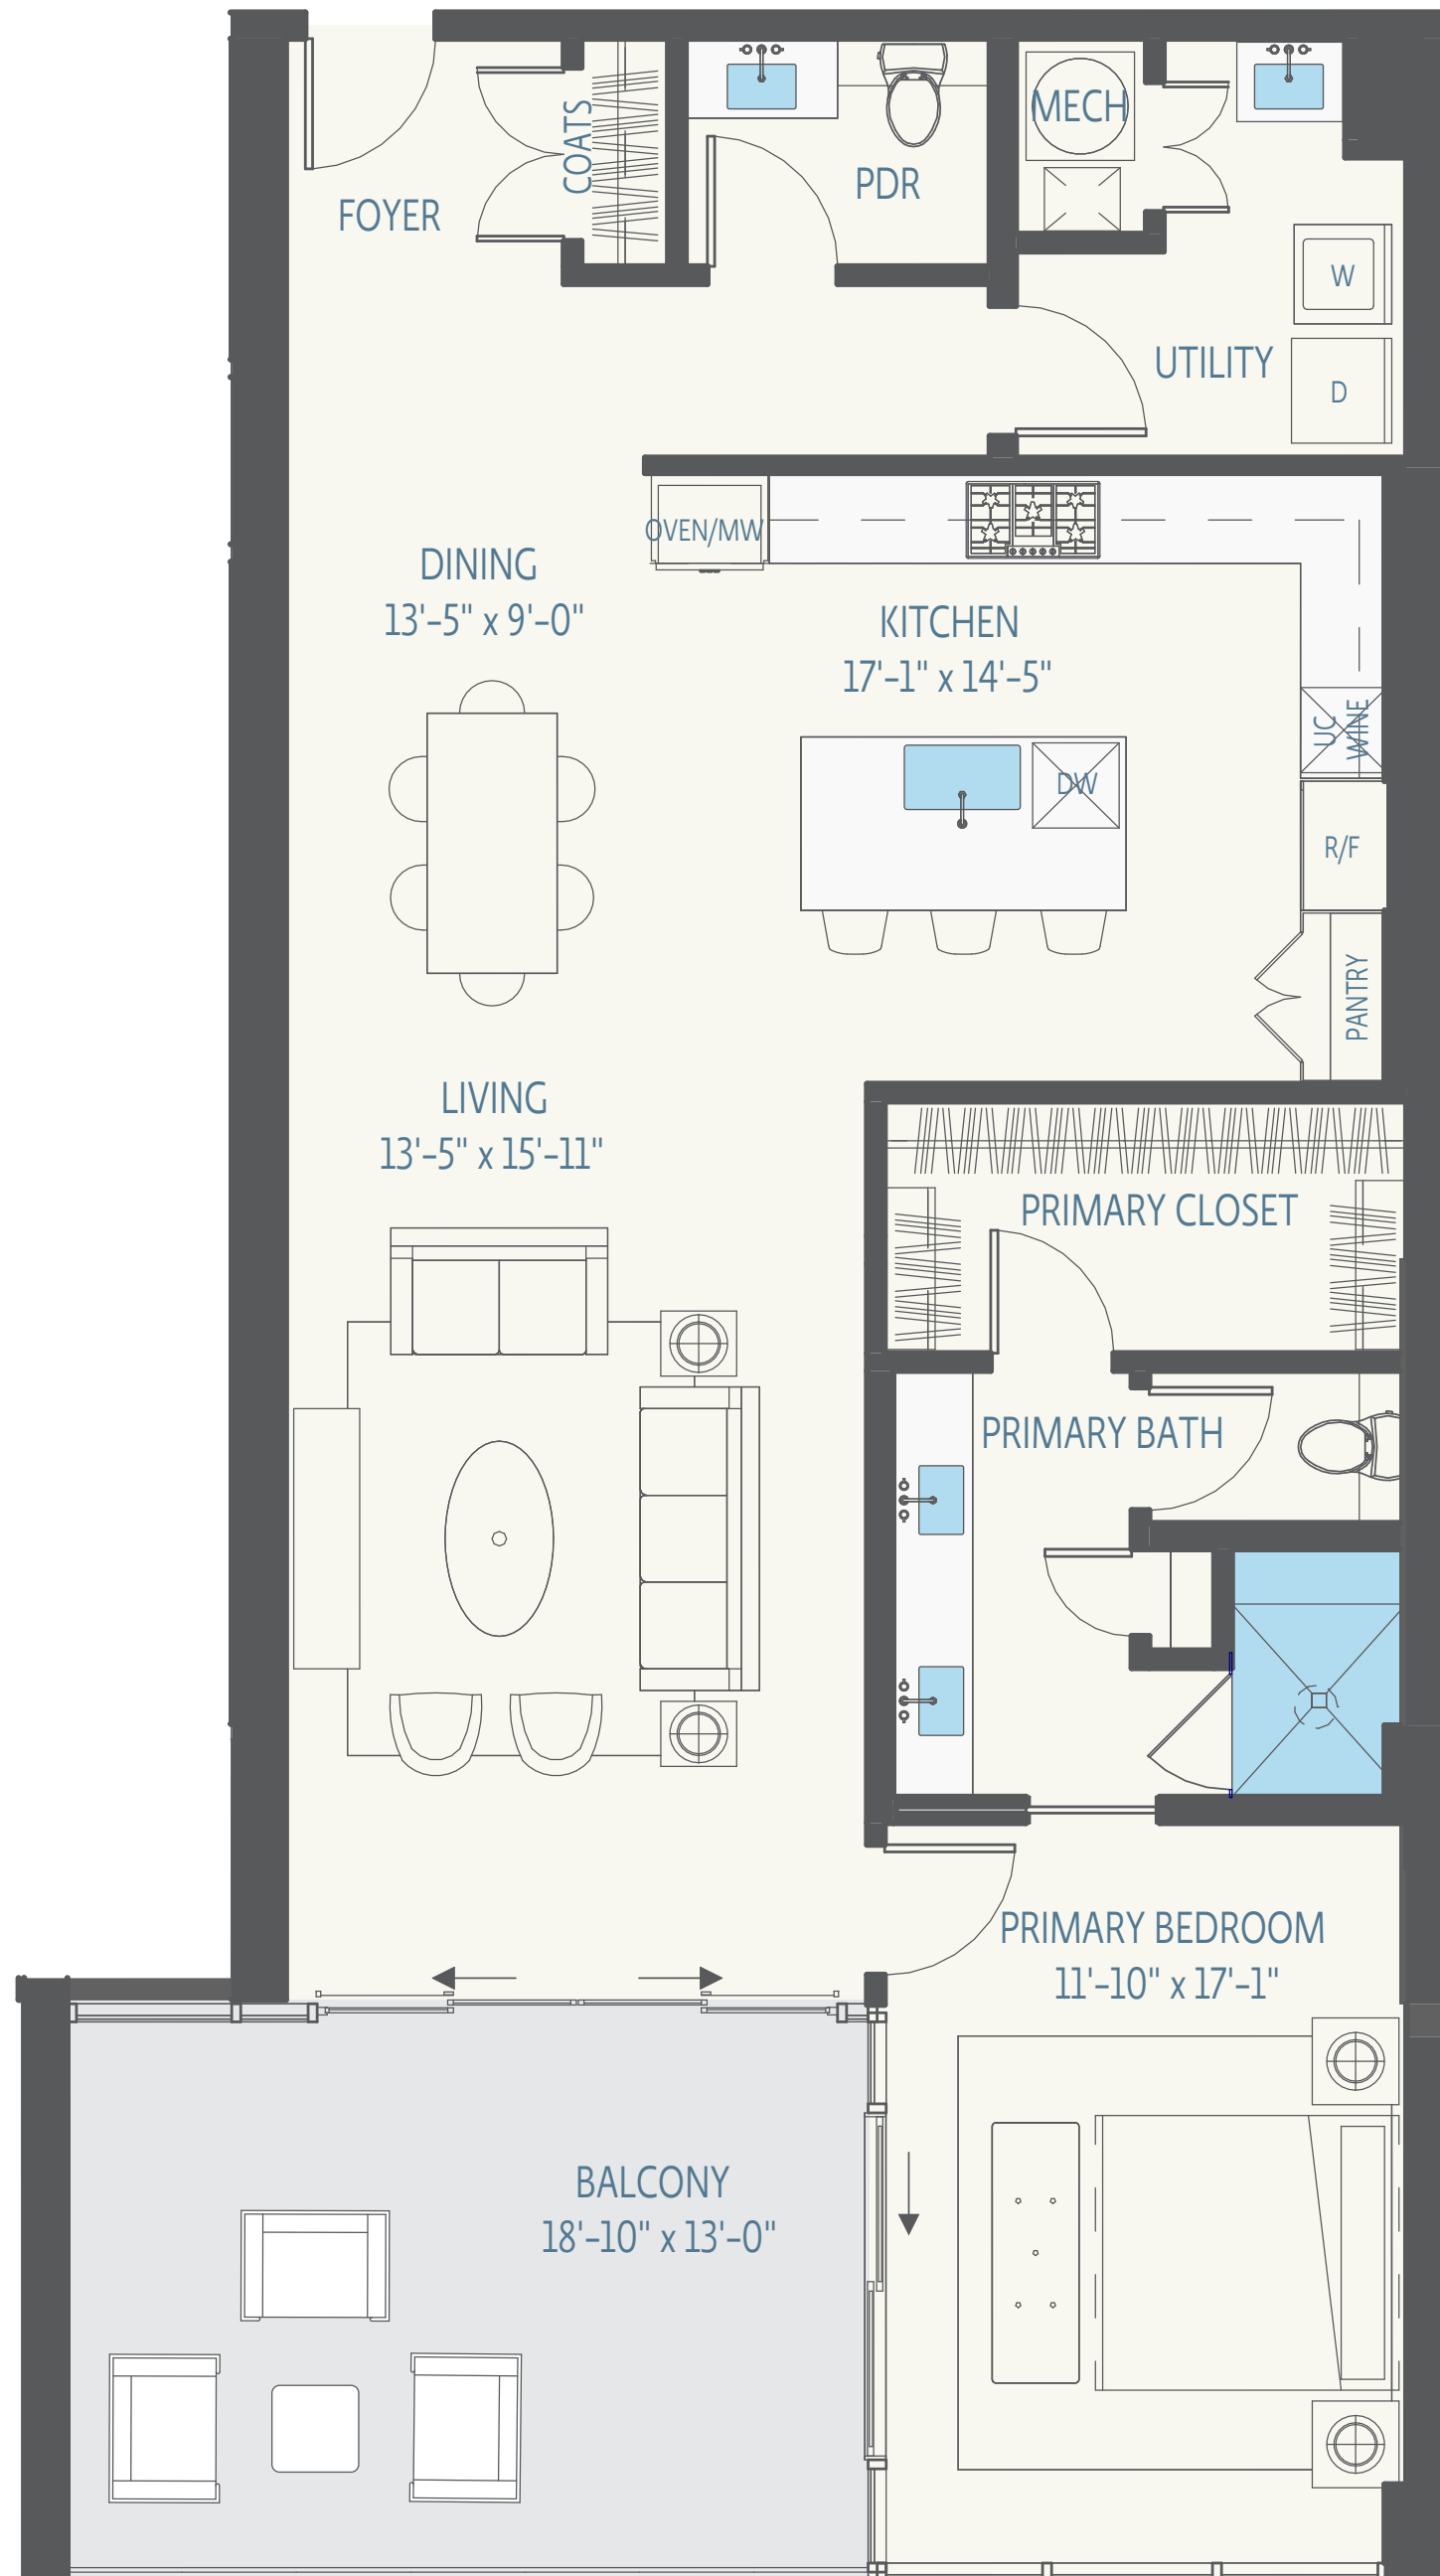 MECH
COATS
PDR
FOYER
W
UTILITY
D
OVEN/MW
DINING
13'-5" x 9'-0"
KITCHEN
17'-1" x 14'-5"
UC
WINE
DW
R/F
PANTRY
LIVING
13'-5" x 15'-11"
PRIMARY CLOSET
PRIMARY BATH
PRIMARY BEDROOM
11'-10" x 17'-1"
BALCONY
18'-10" x 13'-0"